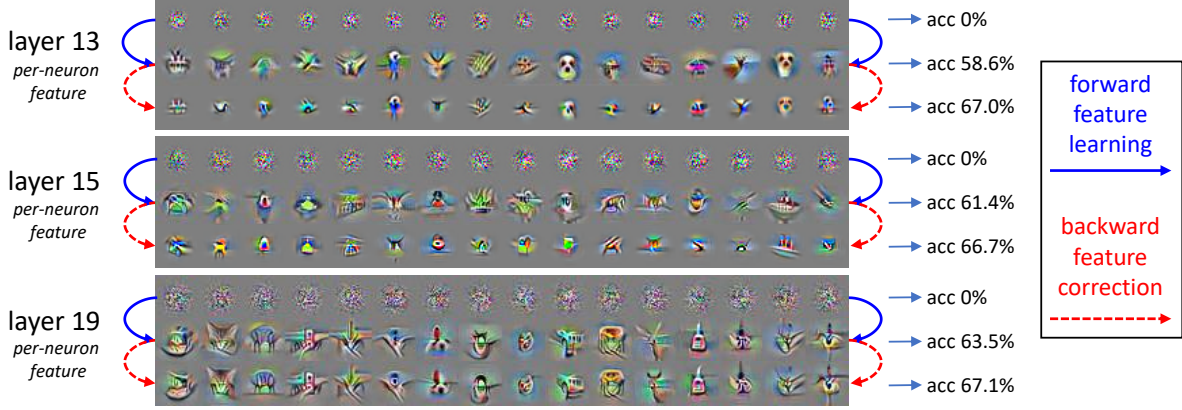 layer 13
per-neuron
feature
acc 0%
acc 58.6%
acc 67.0%
layer 15
per-neuron
feature
acc 0%
acc 61.4%
acc 66.7%
layer 19
per-neuron
feature
acc 0%
acc 63.5%
acc 67.1%
forward
feature
learning
backward
feature
correction